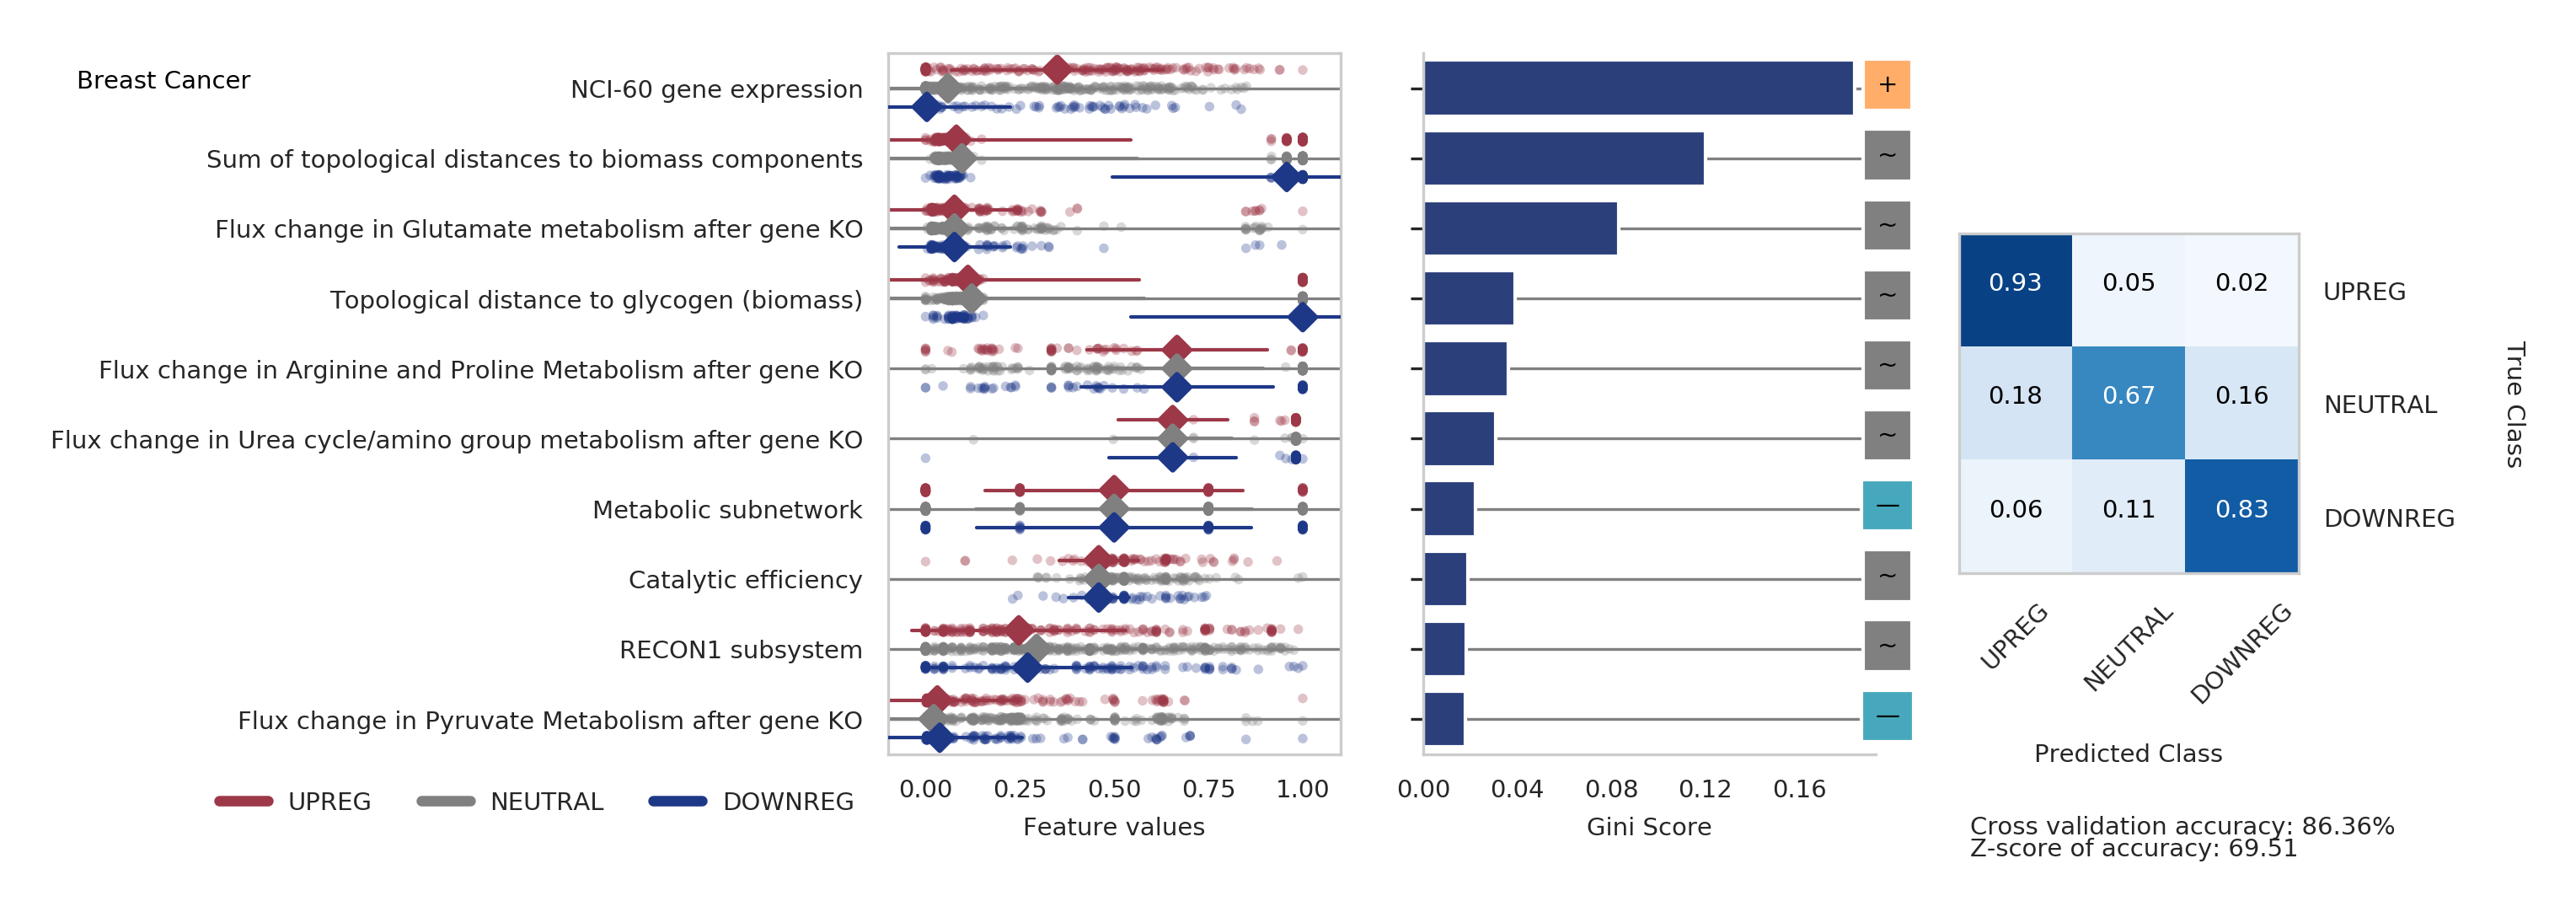 Breast Cancer
NCI-60 gene expression
Sum of topological distances to biomass components
Flux change in Glutamate metabolism after gene KO
Topological distance to glycogen (biomass)
Flux change in Arginine and Proline Metabolism after gene KO
Flux change in Urea cycle/amino group metabolism after gene KO
Metabolic subnetwork
Catalytic efficiency
RECON1 subsystem
Flux change in Pyruvate Metabolism after gene KO
UPREG NEUTRAL DOWNREG
0.00 0.25 0.50 0.75 1.00
Feature values
+
~
~
~
~
~
—
~
~
—
0.00 0.04 0.08 0.12 0.16
Gini Score
0.93 0.05 0.02 UPREG
0.18 0.67 0.16 NEUTRAL
0.06 0.11 0.83 DOWNREG
True Class
UPREG NEUTRAL DOWNREG
Predicted Class
Cross validation accuracy: 86.36%
Z-score of accuracy: 69.51